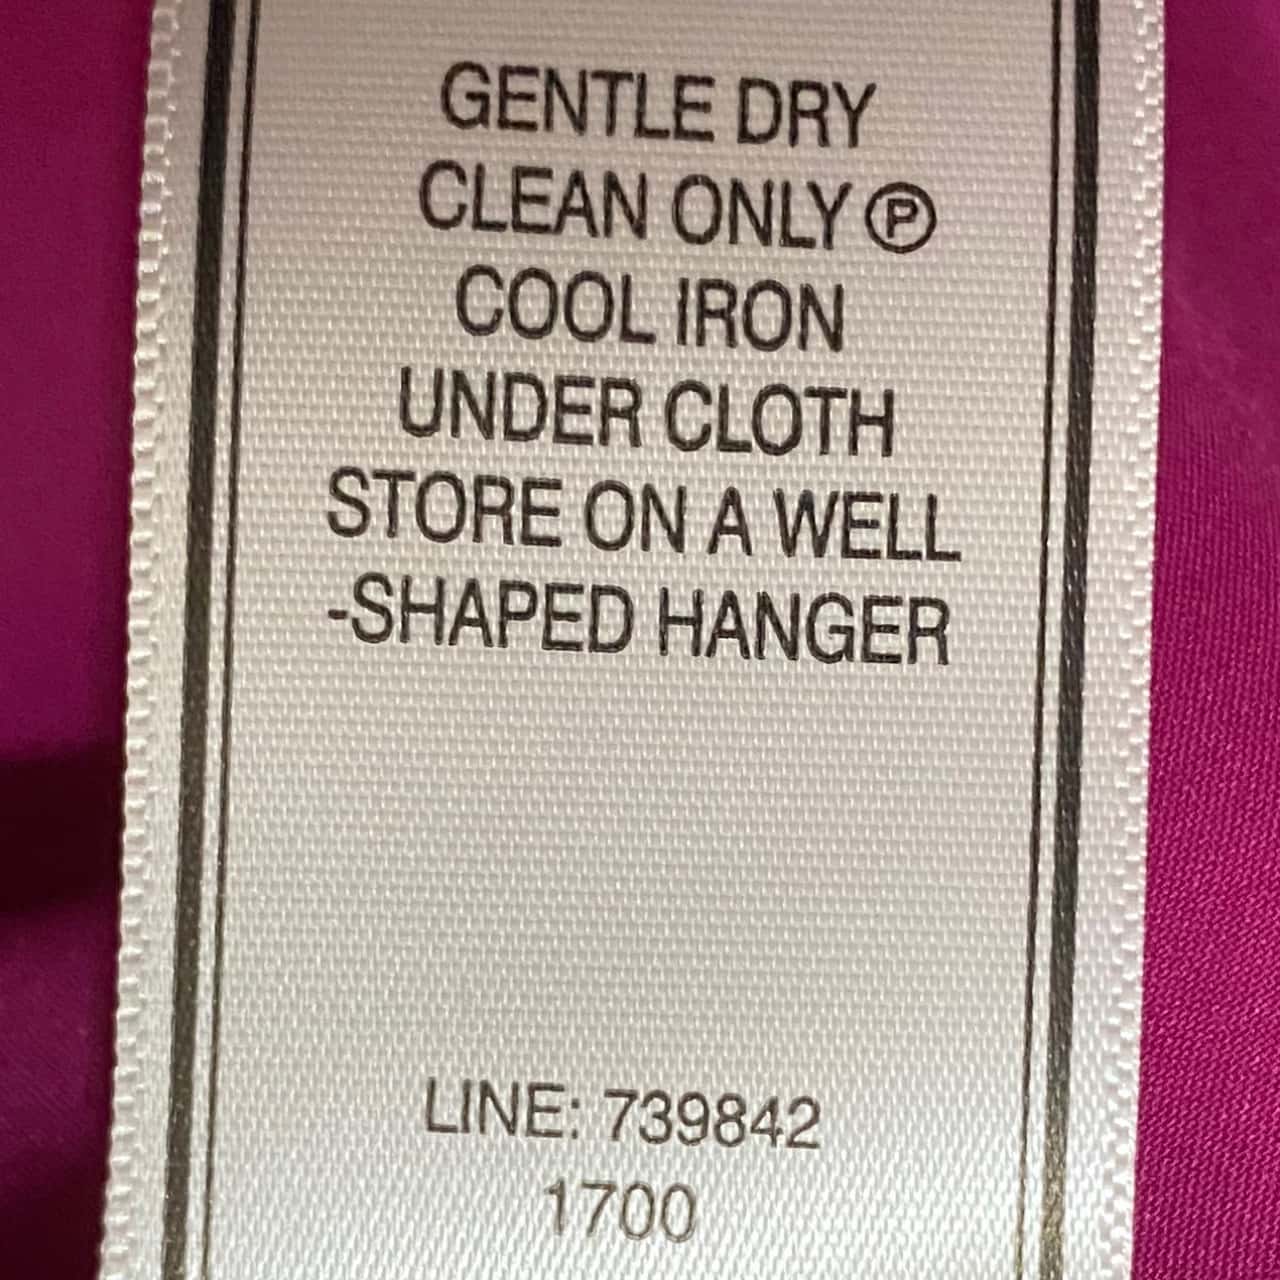 GENTLE DRY
CLEAN ONLY Ⓟ
COOL IRON
UNDER CLOTH
STORE ON A WELL
-SHAPED HANGER
LINE: 739842
1700